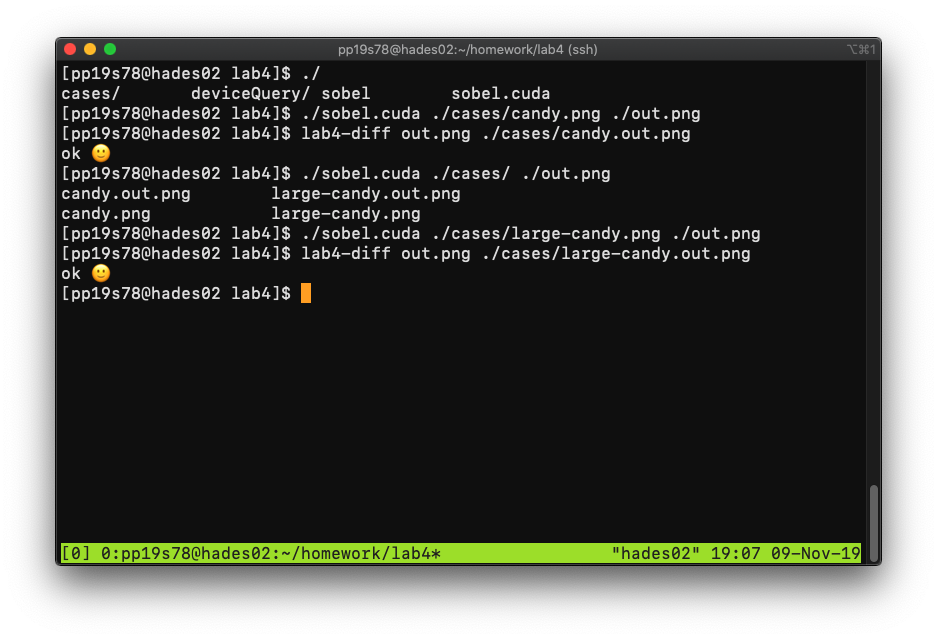 pp19s78@hades02:~/homework/lab4 (ssh) ⌥⌘1
[pp19s78@hades02 lab4]$ ./
cases/       deviceQuery/ sobel        sobel.cuda
[pp19s78@hades02 lab4]$ ./sobel.cuda ./cases/candy.png ./out.png
[pp19s78@hades02 lab4]$ lab4-diff out.png ./cases/candy.out.png
ok 🙂
[pp19s78@hades02 lab4]$ ./sobel.cuda ./cases/ ./out.png
candy.out.png        large-candy.out.png
candy.png            large-candy.png
[pp19s78@hades02 lab4]$ ./sobel.cuda ./cases/large-candy.png ./out.png
[pp19s78@hades02 lab4]$ lab4-diff out.png ./cases/large-candy.out.png
ok 🙂
[pp19s78@hades02 lab4]$
[0] 0:pp19s78@hades02:~/homework/lab4*                 "hades02" 19:07 09-Nov-19